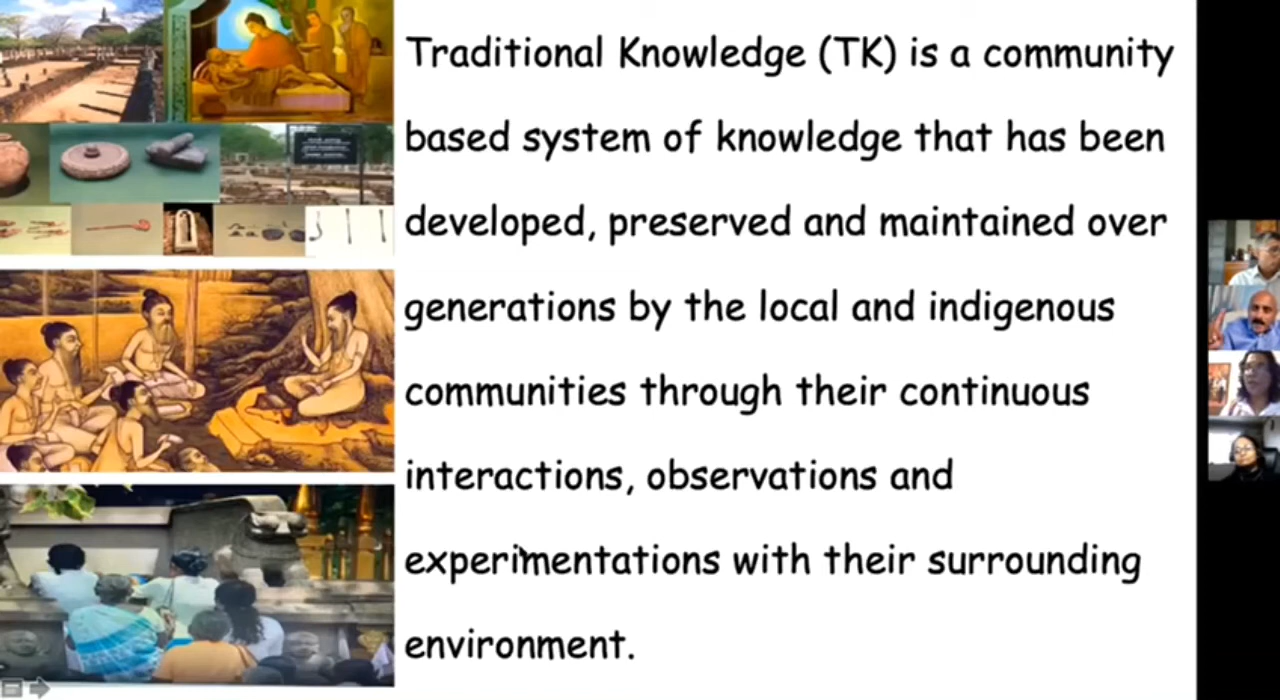 Traditional Knowledge (TK) is a community
based system of knowledge that has been
developed, preserved and maintained over
generations by the local and indigenous
communities through their continuous
interactions, observations and
experimentations with their surrounding
environment.